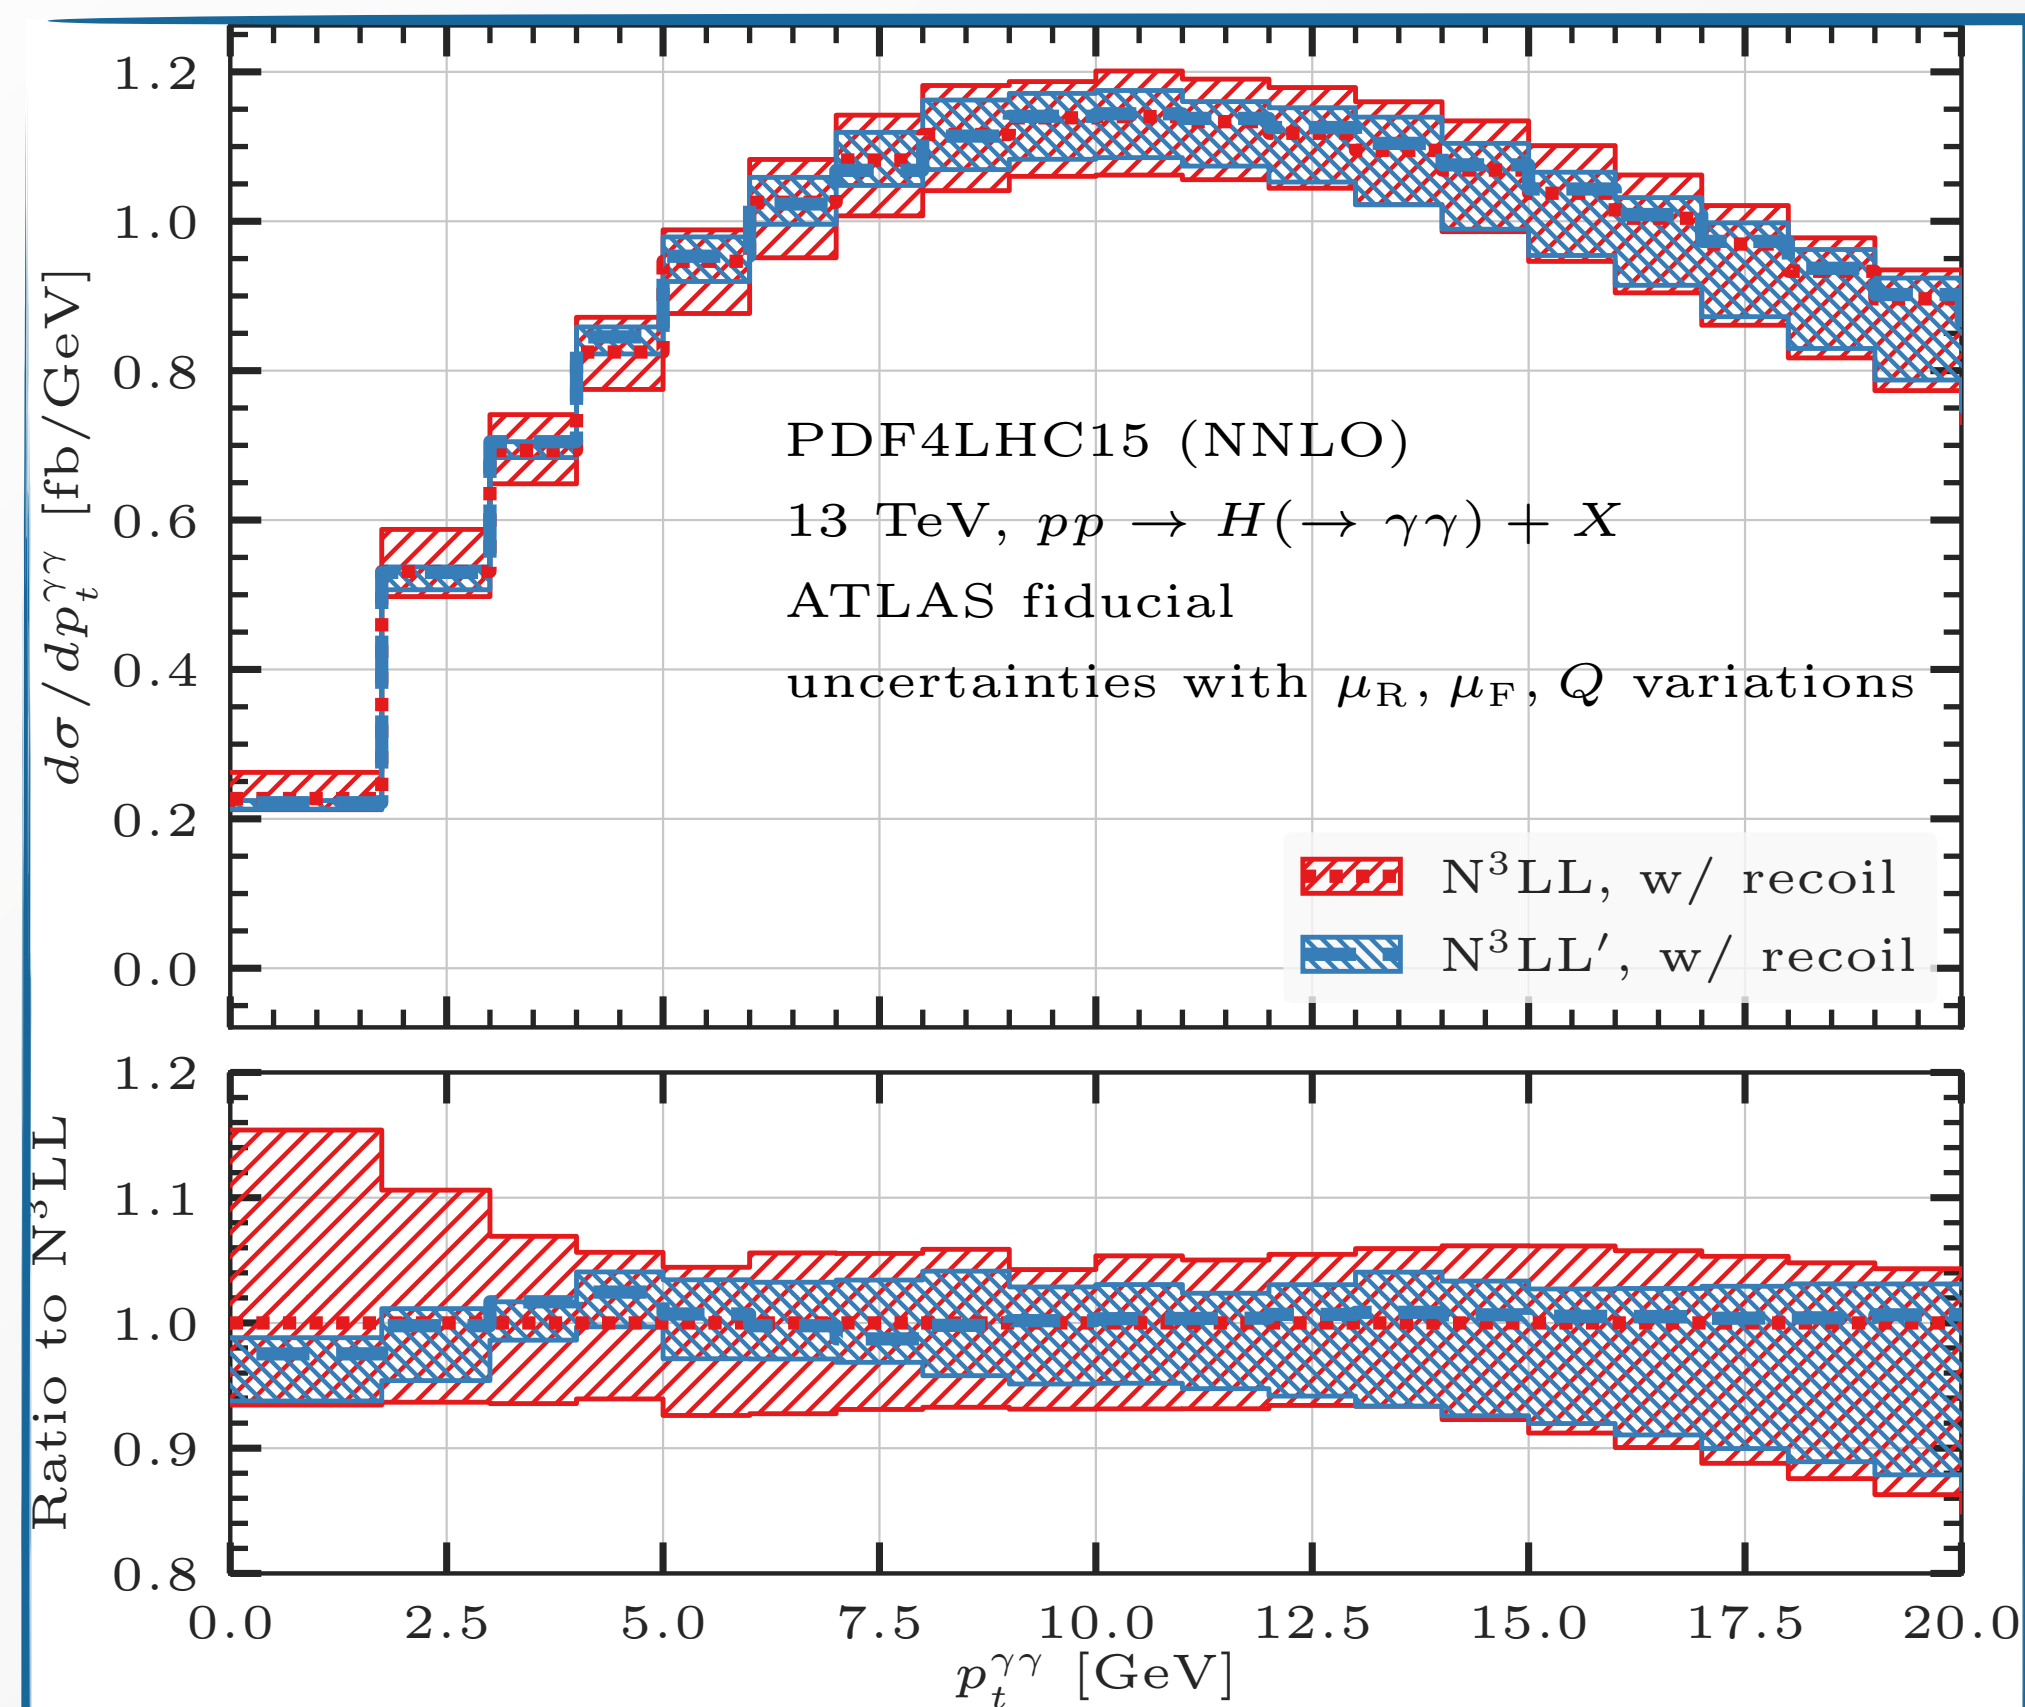 1.2
1.0
0.8
0.6
0.4
0.2
0.0
dσ/dp_t^{γγ} [fb/GeV]
PDF4LHC15 (NNLO)
13 TeV, pp → H(→ γγ) + X
ATLAS fiducial
uncertainties with μ_R, μ_F, Q variations
N³LL, w/ recoil
N³LL′, w/ recoil
1.2
1.1
1.0
0.9
0.8
Ratio to N³LL
0.0 2.5 5.0 7.5 10.0 12.5 15.0 17.5 20.0
p_t^{γγ} [GeV]